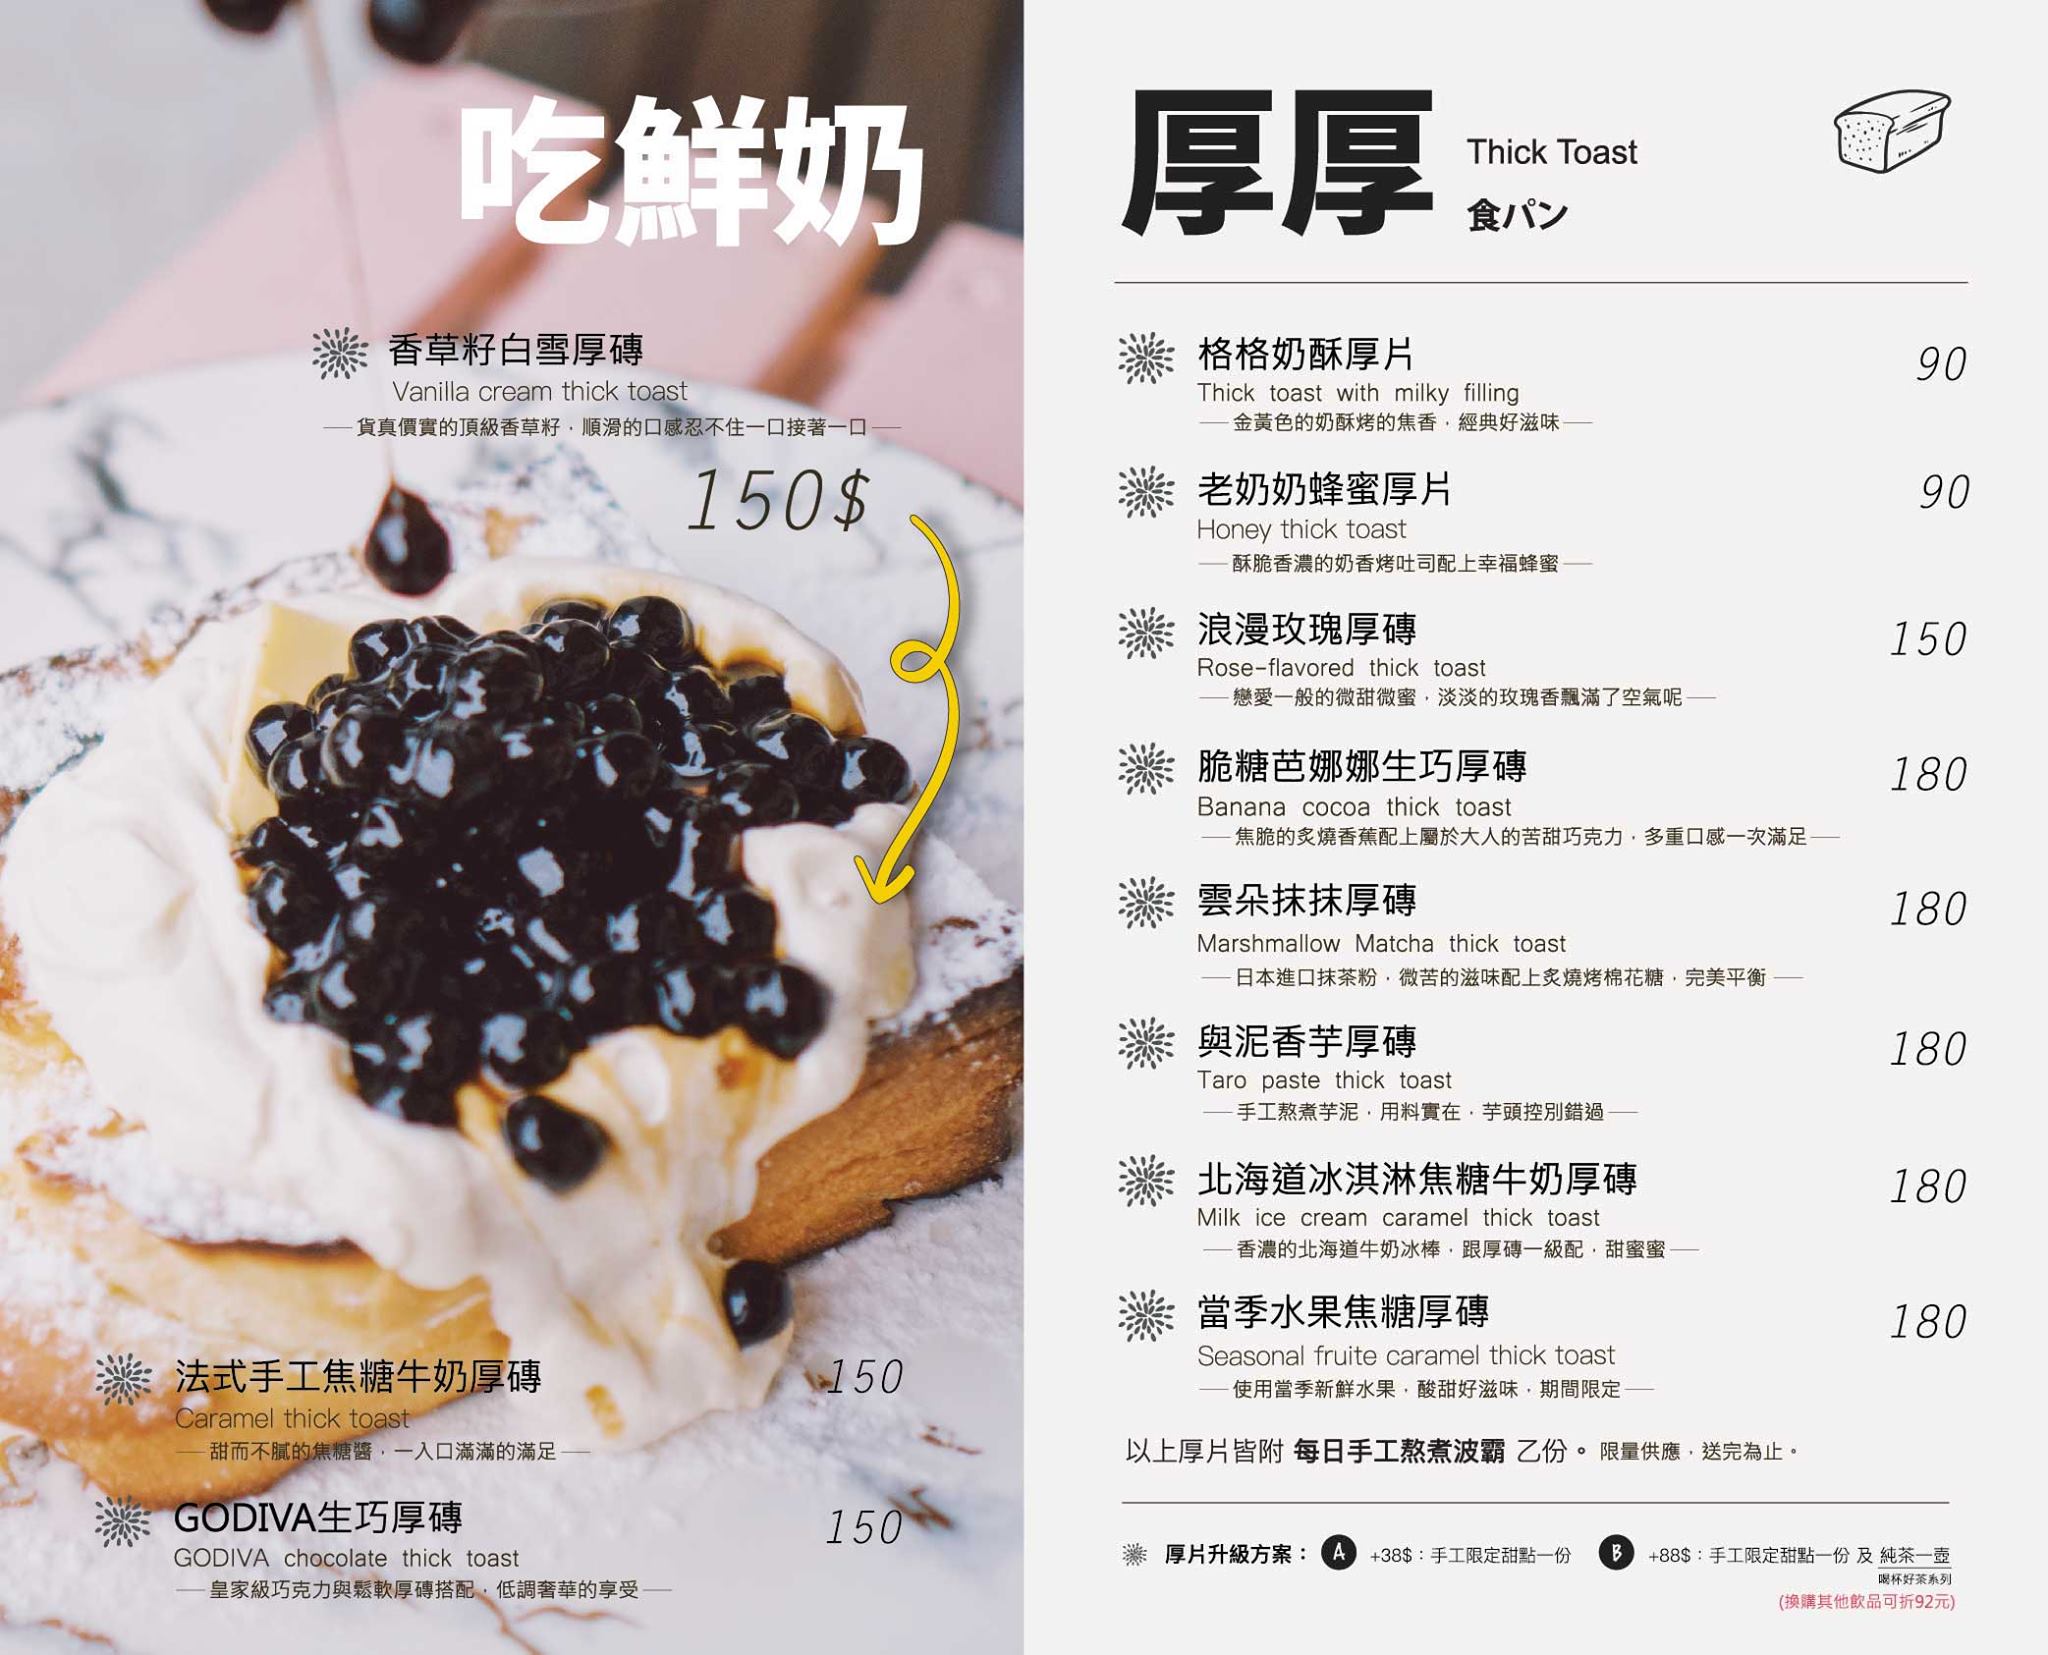 吃鮮奶
香草籽白雪厚磚
Vanilla cream thick toast
貨真價實的頂級香草籽，順滑的口感忍不住一口接著一口
150$
法式手工焦糖牛奶厚磚 150
Caramel thick toast
甜而不膩的焦糖醬，一入口滿滿的滿足
GODIVA生巧厚磚 150
GODIVA chocolate thick toast
皇家級巧克力與鬆軟厚磚搭配，低調奢華的享受
厚厚
Thick Toast
食パン
格格奶酥厚片 90
Thick toast with milky filling
金黃色的奶酥烤的焦香，經典好滋味
老奶奶蜂蜜厚片 90
Honey thick toast
酥脆香濃的奶香烤吐司配上幸福蜂蜜
浪漫玫瑰厚磚 150
Rose-flavored thick toast
戀愛一般的微甜微蜜，淡淡的玫瑰香飄滿了空氣呢
脆糖芭娜娜生巧厚磚 180
Banana cocoa thick toast
焦脆的炙燒香蕉配上屬於大人的苦甜巧克力，多重口感一次滿足
雲朵抹抹厚磚 180
Marshmallow Matcha thick toast
日本進口抹茶粉，微苦的滋味配上炙燒烤棉花糖，完美平衡
與泥香芋厚磚 180
Taro paste thick toast
手工熬煮芋泥，用料實在，芋頭控別錯過
北海道冰淇淋焦糖牛奶厚磚 180
Milk ice cream caramel thick toast
香濃的北海道牛奶冰棒，跟厚磚一級配，甜蜜蜜
當季水果焦糖厚磚 180
Seasonal fruite caramel thick toast
使用當季新鮮水果，酸甜好滋味，期間限定
以上厚片皆附 每日手工熬煮波霸 乙份。限量供應，送完為止。
厚片升級方案： A +38$：手工限定甜點一份 B +88$：手工限定甜點一份 及 純茶一壺
喝杯好茶系列
(換購其他飲品可折92元)